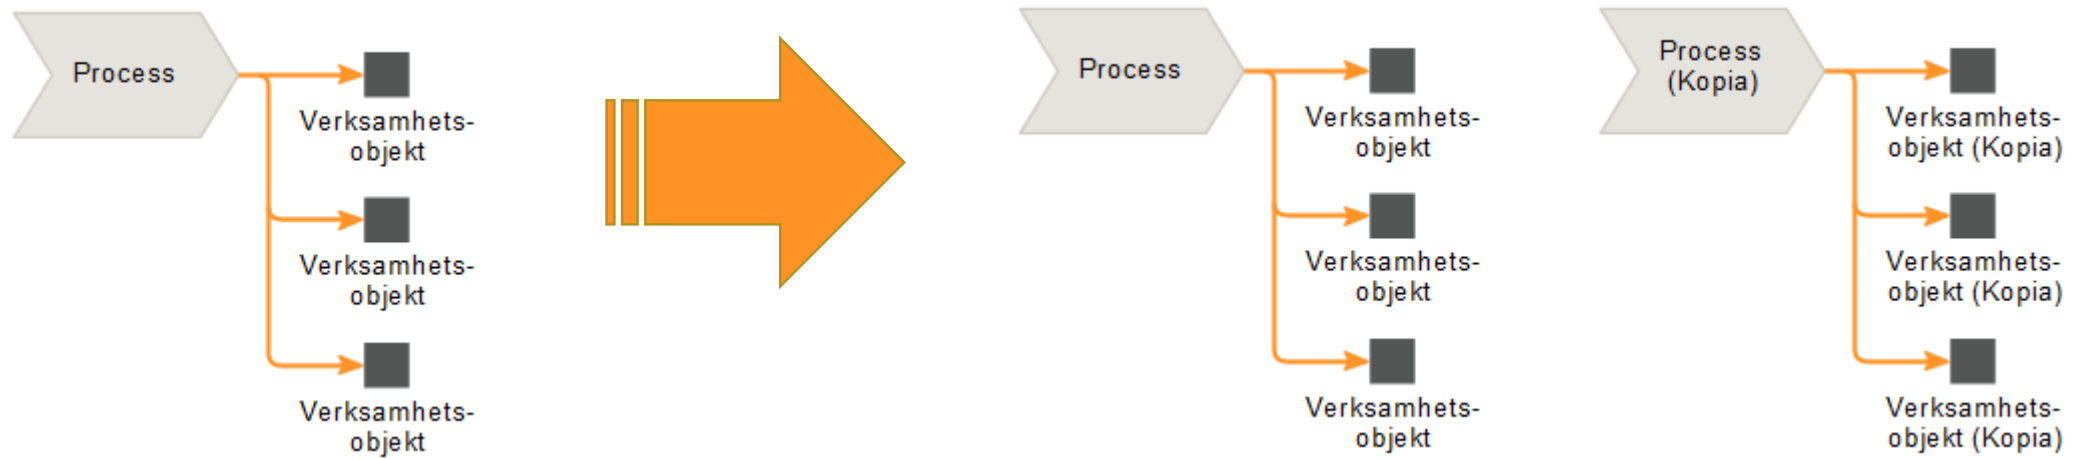 Process
Verksamhets-
objekt
Verksamhets-
objekt
Verksamhets-
objekt
Process
Verksamhets-
objekt
Verksamhets-
objekt
Verksamhets-
objekt
Process
(Kopia)
Verksamhets-
objekt (Kopia)
Verksamhets-
objekt (Kopia)
Verksamhets-
objekt (Kopia)